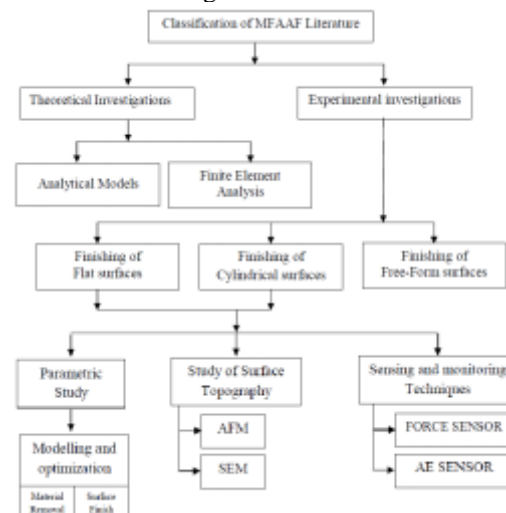 Classification of MFAAF Literature
Theoretical Investigations
Experimental investigations
Analytical Models
Finite Element
Analysis
Finishing of
Flat surfaces
Finishing of
Cylindrical surfaces
Finishing of
Free-Form surfaces
Parametric
Study
Study of Surface
Topography
Sensing and monitoring
Techniques
AFM
SEM
FORCE SENSOR
AE SENSOR
Modelling and
optimization
Material
Removal
Surface
Finish